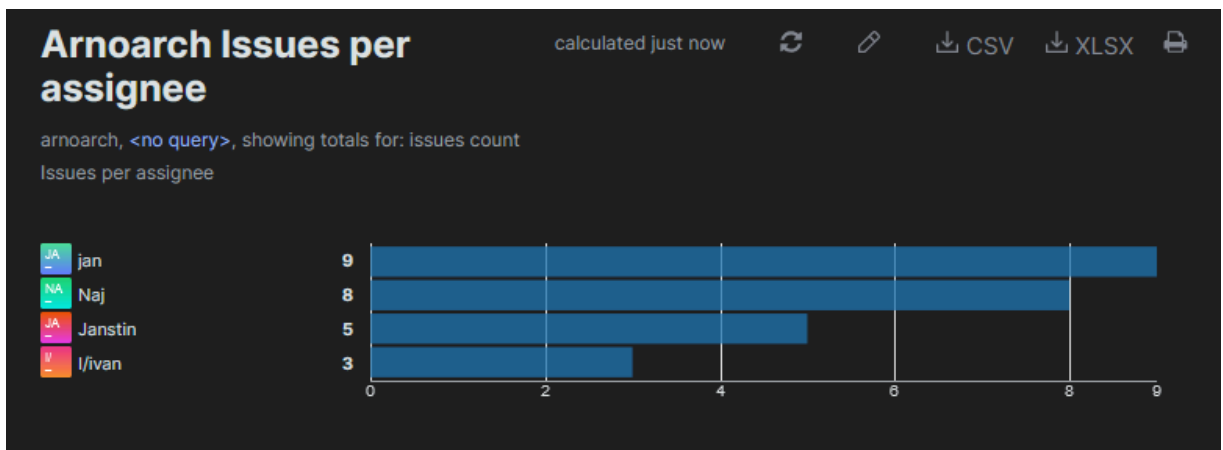 Arnoarch Issues per
assignee
calculated just now
CSV
XLSX
arnoarch, <no query>, showing totals for: issues count
Issues per assignee
JA jan 9
NA Naj 8
JA Janstin 5
I/ I/ivan 3
0 2 4 6 8 9